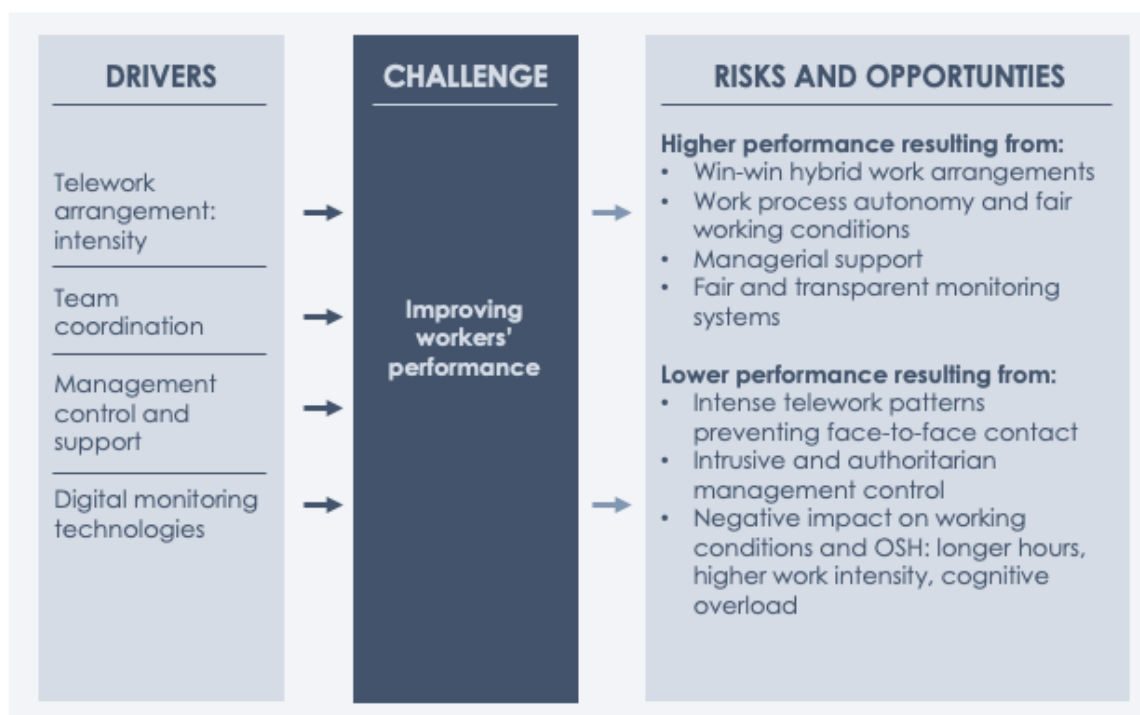 DRIVERS
Telework
arrangement:
intensity
Team
coordination
Management
control and
support
Digital monitoring
technologies
CHALLENGE
Improving
workers'
performance
RISKS AND OPPORTUNTIES
Higher performance resulting from:
• Win-win hybrid work arrangements
• Work process autonomy and fair
working conditions
• Managerial support
• Fair and transparent monitoring
systems
Lower performance resulting from:
• Intense telework patterns
preventing face-to-face contact
• Intrusive and authoritarian
management control
• Negative impact on working
conditions and OSH: longer hours,
higher work intensity, cognitive
overload